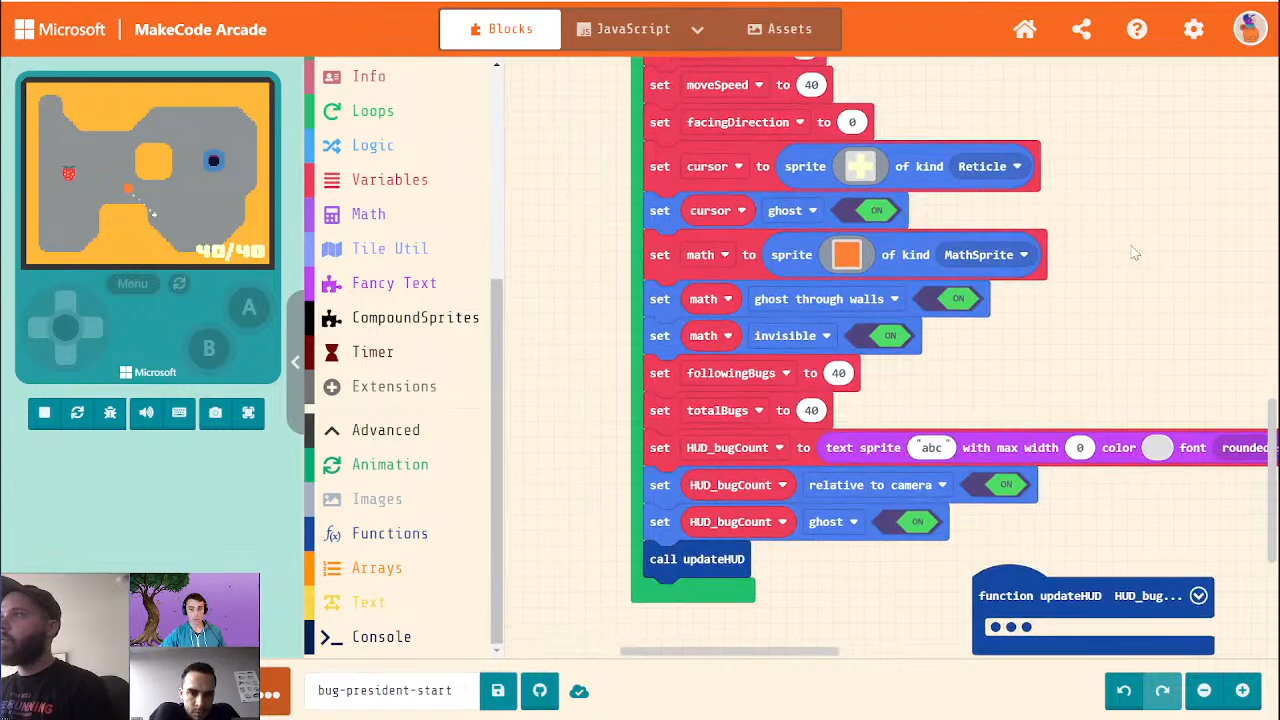 Microsoft MakeCode Arcade Blocks JavaScript Assets
40/40
Menu
A
B
Microsoft
Info
Loops
Logic
Variables
Math
Tile Util
Fancy Text
CompoundSprites
Timer
Extensions
Advanced
Animation
Images
Functions
Arrays
Text
Console
set moveSpeed to 40
set facingDirection to 0
set cursor to sprite of kind Reticle
set cursor ghost ON
set math to sprite of kind MathSprite
set math ghost through walls ON
set math invisible ON
set followingBugs to 40
set totalBugs to 40
set HUD_bugCount to text sprite "abc" with max width 0 color font rounded
set HUD_bugCount relative to camera ON
set HUD_bugCount ghost ON
call updateHUD
function updateHUD HUD_bug...
bug-president-start